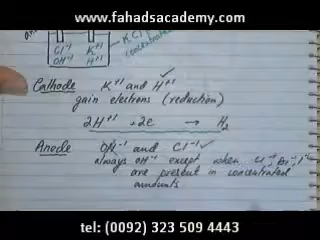 www.fahadsacademy.com
Cl⁻¹ K⁺¹
OH⁻¹ H⁺¹
KCl
concentrated
Cathode K⁺¹ and H⁺¹ ✓
gain electrons (reduction)
2H⁺¹ +2e → H₂
Anode OH⁻¹ and Cl⁻¹ ✓
always OH⁻¹ except when Cl⁻¹, Br⁻¹, I⁻¹
are present in concentrated
amounts
tel: (0092) 323 509 4443